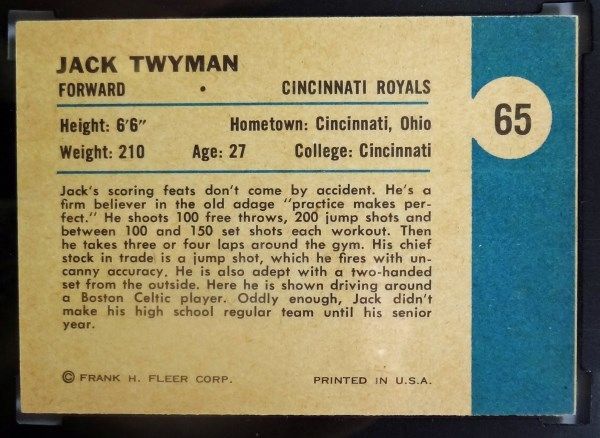 JACK TWYMAN
FORWARD • CINCINNATI ROYALS
65
Height: 6'6" Hometown: Cincinnati, Ohio
Weight: 210 Age: 27 College: Cincinnati
Jack's scoring feats don't come by accident. He's a
firm believer in the old adage "practice makes per-
fect." He shoots 100 free throws, 200 jump shots and
between 100 and 150 set shots each workout. Then
he takes three or four laps around the gym. His chief
stock in trade is a jump shot, which he fires with un-
canny accuracy. He is also adept with a two-handed
set from the outside. Here he is shown driving around
a Boston Celtic player. Oddly enough, Jack didn't
make his high school regular team until his senior
year.
© FRANK H. FLEER CORP. PRINTED IN U.S.A.